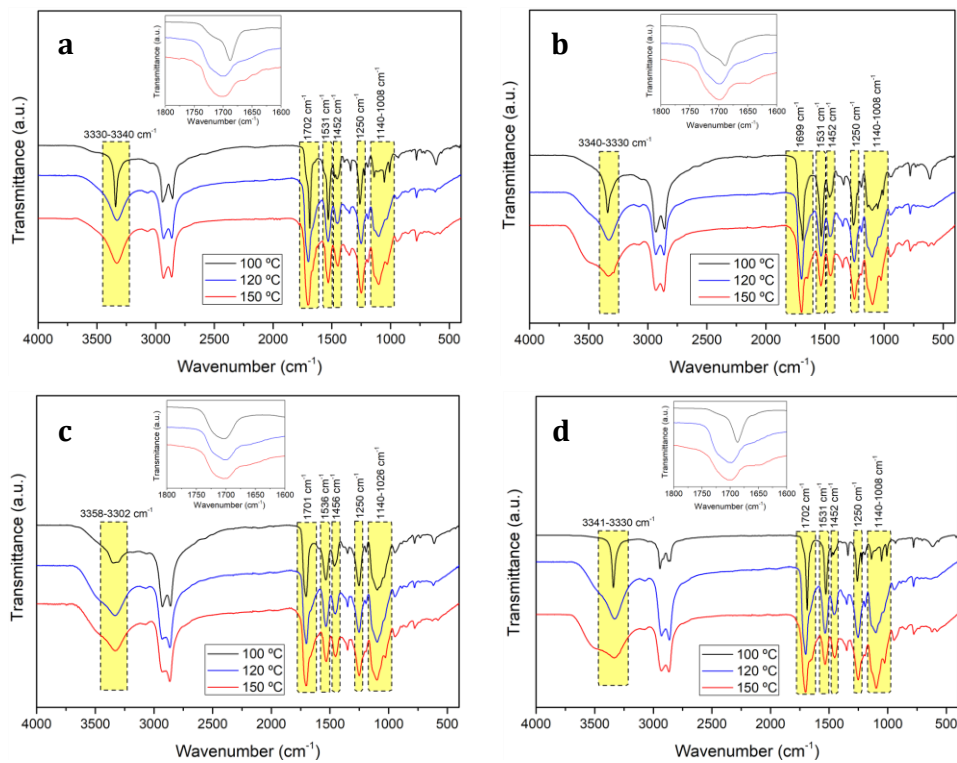 a
Transmittance (a.u.)
1800 1750 1700 1650 1600
Wavenumber (cm⁻¹)
3330-3340 cm⁻¹
1702 cm⁻¹
1531 cm⁻¹
1452 cm⁻¹
1250 cm⁻¹
1140-1008 cm⁻¹
Transmittance (a.u.)
100 ºC
120 ºC
150 ºC
4000 3500 3000 2500 2000 1500 1000 500
Wavenumber (cm⁻¹)
b
Transmittance (a.u.)
1800 1750 1700 1650 1600
Wavenumber (cm⁻¹)
3340-3330 cm⁻¹
1699 cm⁻¹
1531 cm⁻¹
1452 cm⁻¹
1250 cm⁻¹
1140-1008 cm⁻¹
Transmittance (a.u.)
100 ºC
120 ºC
150 ºC
4000 3500 3000 2500 2000 1500 1000 500
Wavenumber (cm⁻¹)
c
Transmittance (a.u.)
1800 1750 1700 1650 1600
Wavenumber (cm⁻¹)
3358-3302 cm⁻¹
1701 cm⁻¹
1536 cm⁻¹
1456 cm⁻¹
1250 cm⁻¹
1140-1026 cm⁻¹
Transmittance (a.u.)
100 ºC
120 ºC
150 ºC
4000 3500 3000 2500 2000 1500 1000 500
Wavenumber (cm⁻¹)
d
Transmittance (a.u.)
1800 1750 1700 1650 1600
Wavenumber (cm⁻¹)
3341-3330 cm⁻¹
1702 cm⁻¹
1531 cm⁻¹
1452 cm⁻¹
1250 cm⁻¹
1140-1008 cm⁻¹
Transmittance (a.u.)
100 ºC
120 ºC
150 ºC
4000 3500 3000 2500 2000 1500 1000 500
Wavenumber (cm⁻¹)